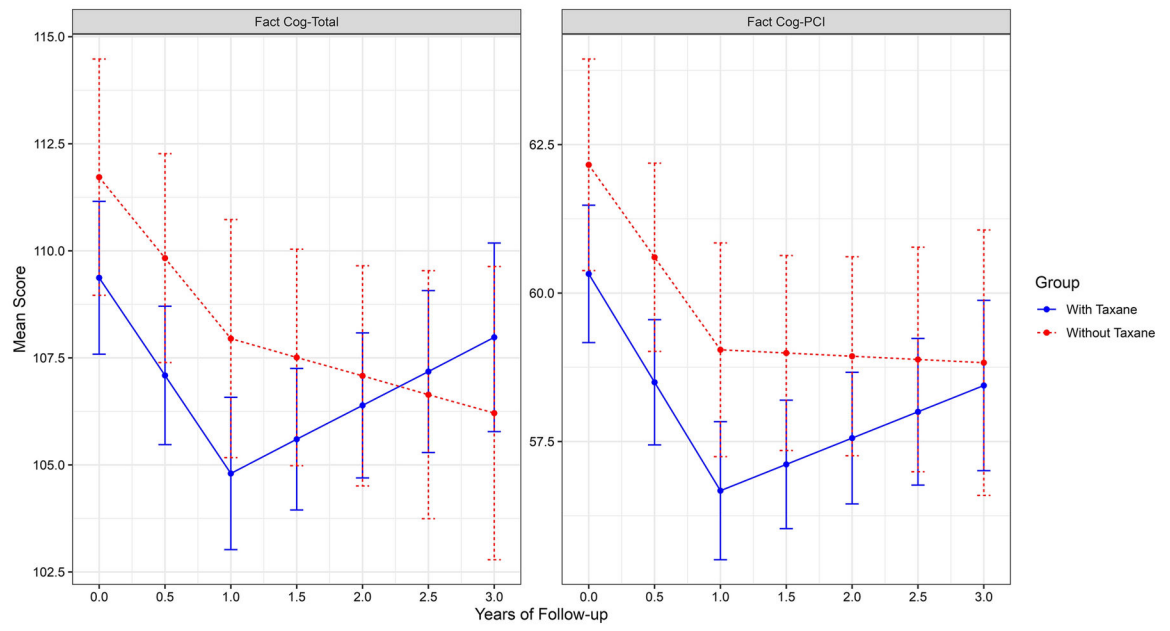 Fact Cog-Total
Fact Cog-PCI
115.0
112.5
110.0
107.5
105.0
102.5
62.5
60.0
57.5
Mean Score
0.0 0.5 1.0 1.5 2.0 2.5 3.0
0.0 0.5 1.0 1.5 2.0 2.5 3.0
Years of Follow-up
Group
With Taxane
Without Taxane